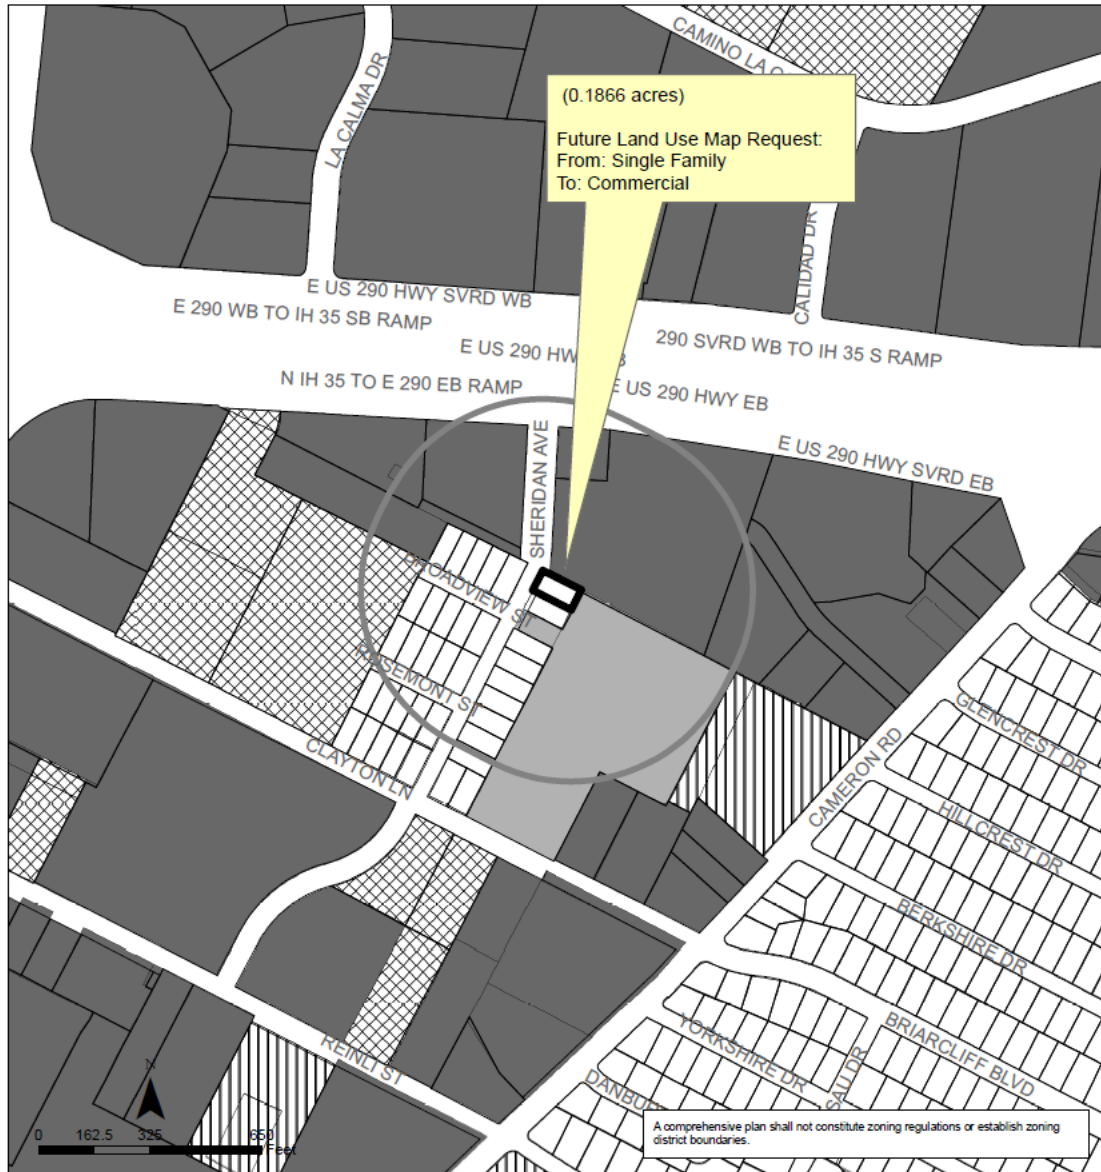 CAMINO LA C
LA CALMA DR
(0.1866 acres)
Future Land Use Map Request:
From: Single Family
To: Commercial
CALIDAD DR
E US 290 HWY SVRD WB
E 290 WB TO IH 35 SB RAMP
290 SVRD WB TO IH 35 S RAMP
E US 290 HW
N IH 35 TO E 290 EB RAMP
E US 290 HWY EB
E US 290 HWY SVRD EB
SHERIDAN AVE
BROADVIEW ST
ROSEMONT ST
CLAYTON LN
CAMERON RD
GLENCREST DR
HILLCREST DR
BERKSHIRE DR
BRIARCLIFF BLVD
YORKSHIRE DR
SAU DR
DANBU
REINLI ST
N
0 162.5 325 650
Feet
A comprehensive plan shall not constitute zoning regulations or establish zoning
district boundaries.